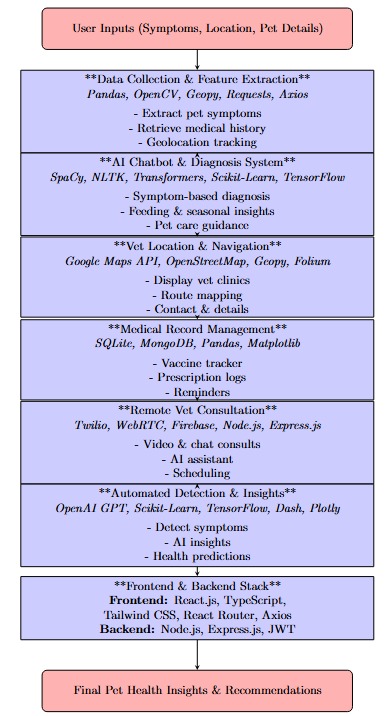 User Inputs (Symptoms, Location, Pet Details)
**Data Collection & Feature Extraction**
Pandas, OpenCV, Geopy, Requests, Axios
- Extract pet symptoms
- Retrieve medical history
- Geolocation tracking
**AI Chatbot & Diagnosis System**
SpaCy, NLTK, Transformers, Scikit-Learn, TensorFlow
- Symptom-based diagnosis
- Feeding & seasonal insights
- Pet care guidance
**Vet Location & Navigation**
Google Maps API, OpenStreetMap, Geopy, Folium
- Display vet clinics
- Route mapping
- Contact & details
**Medical Record Management**
SQLite, MongoDB, Pandas, Matplotlib
- Vaccine tracker
- Prescription logs
- Reminders
**Remote Vet Consultation**
Twilio, WebRTC, Firebase, Node.js, Express.js
- Video & chat consults
- AI assistant
- Scheduling
**Automated Detection & Insights**
OpenAI GPT, Scikit-Learn, TensorFlow, Dash, Plotly
- Detect symptoms
- AI insights
- Health predictions
**Frontend & Backend Stack**
Frontend: React.js, TypeScript,
Tailwind CSS, React Router, Axios
Backend: Node.js, Express.js, JWT
Final Pet Health Insights & Recommendations